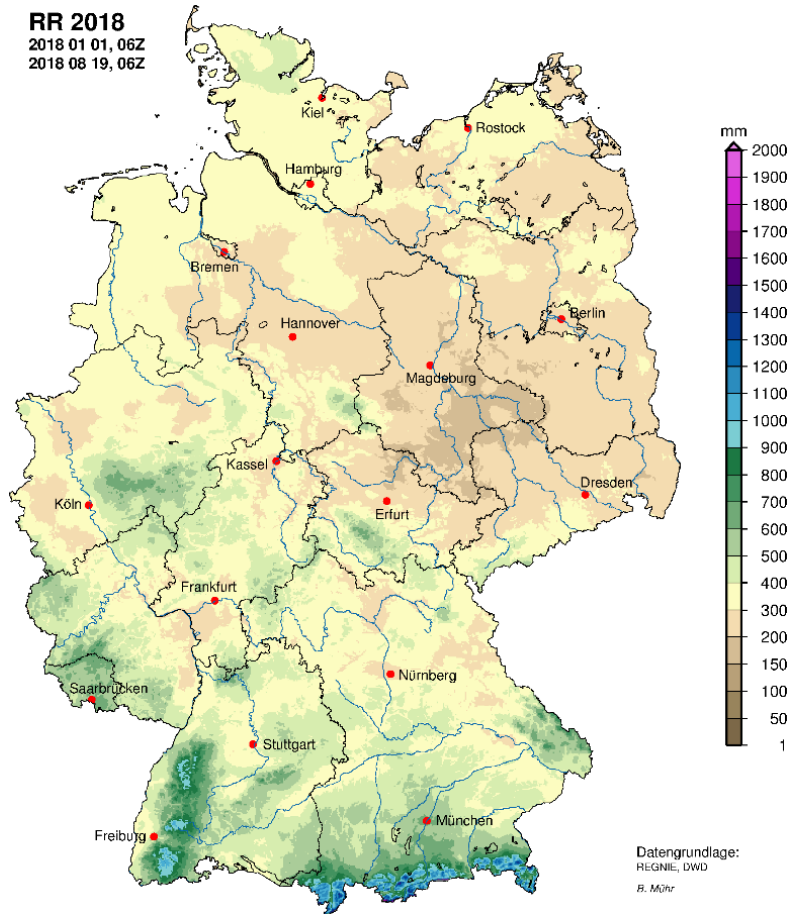 RR 2018
2018 01 01, 06Z
2018 08 19, 06Z
Kiel
Rostock
mm
2000
1900
1800
1700
1600
1500
1400
1300
1200
1100
1000
900
800
700
600
500
400
300
200
150
100
50
1
Hamburg
Bremen
Berlin
Hannover
Magdeburg
Kassel
Dresden
Köln
Erfurt
Frankfurt
Nürnberg
Saarbrücken
Stuttgart
München
Freiburg
Datengrundlage:
REGNIE, DWD
B. Mühr